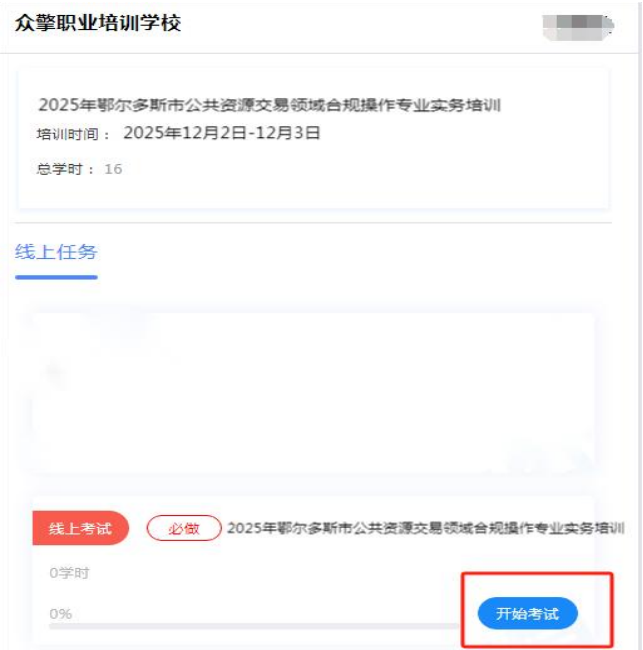 众擎职业培训学校
2025年鄂尔多斯市公共资源交易领域合规操作专业实务培训
培训时间： 2025年12月2日-12月3日
总学时： 16
线上任务
线上考试 必做 2025年鄂尔多斯市公共资源交易领域合规操作专业实务培训
0学时
0% 开始考试